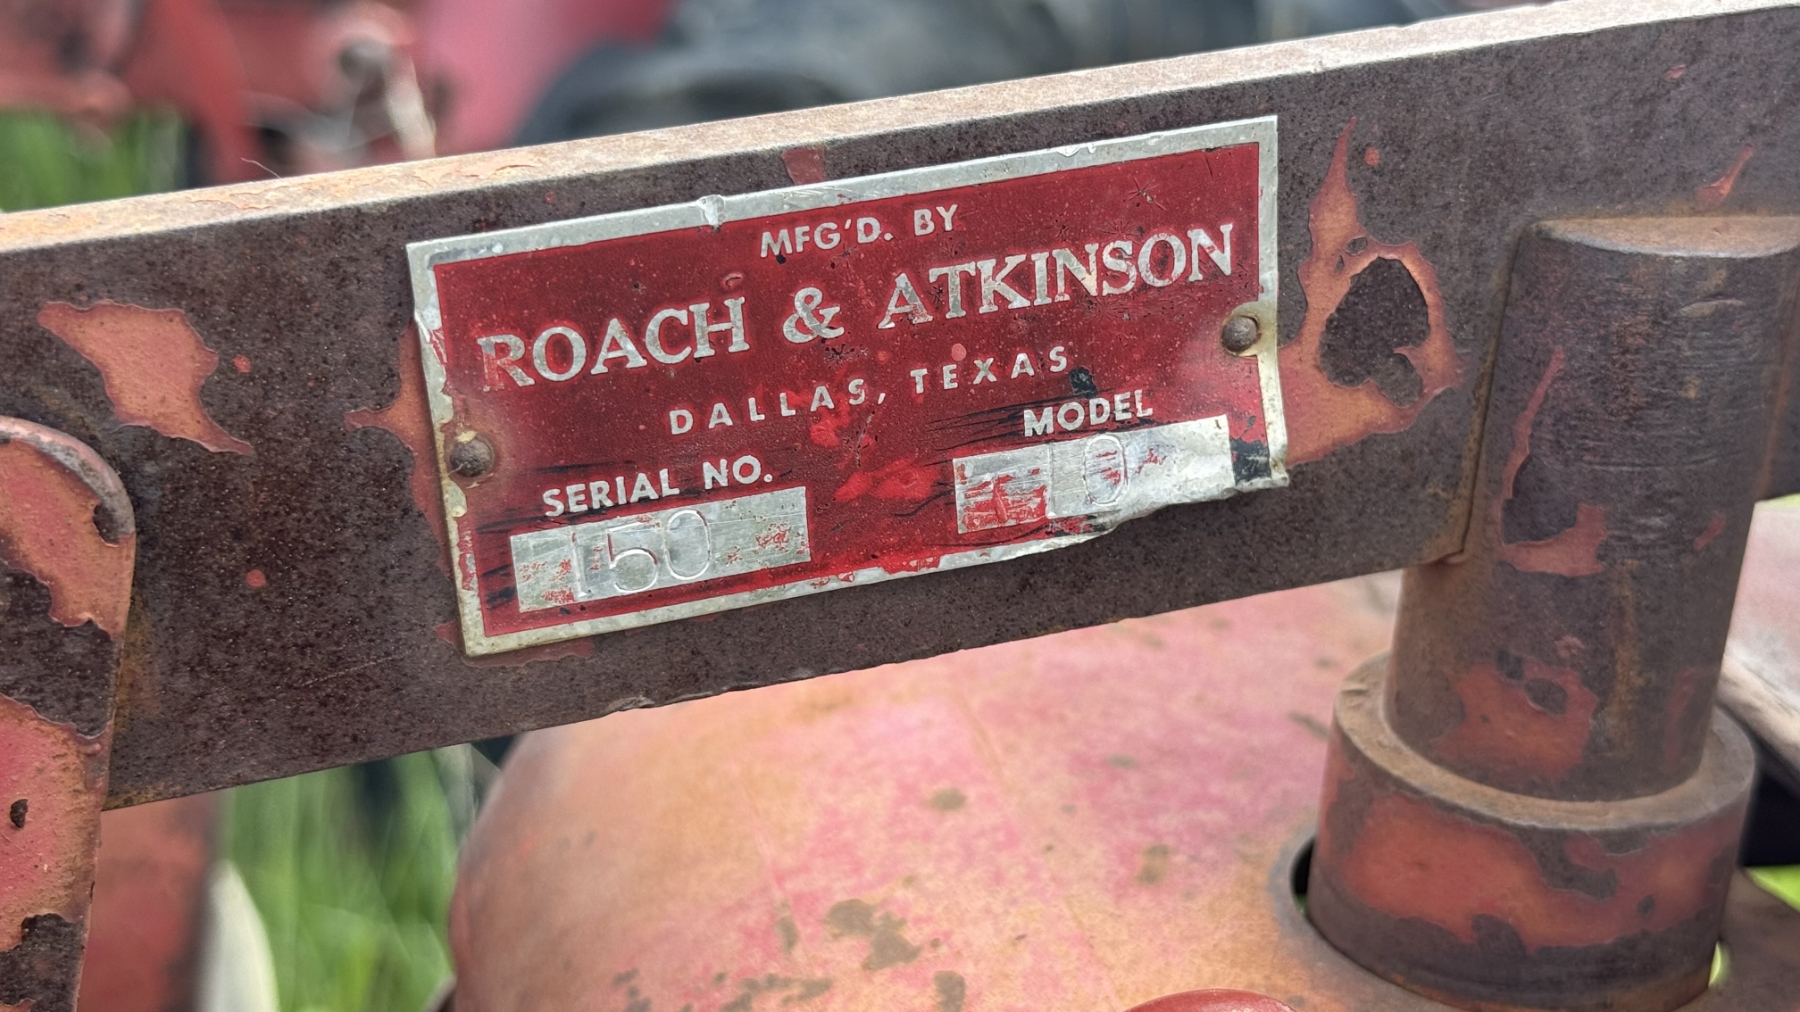 MFG'D. BY
ROACH & ATKINSON
DALLAS, TEXAS
SERIAL NO. MODEL
150